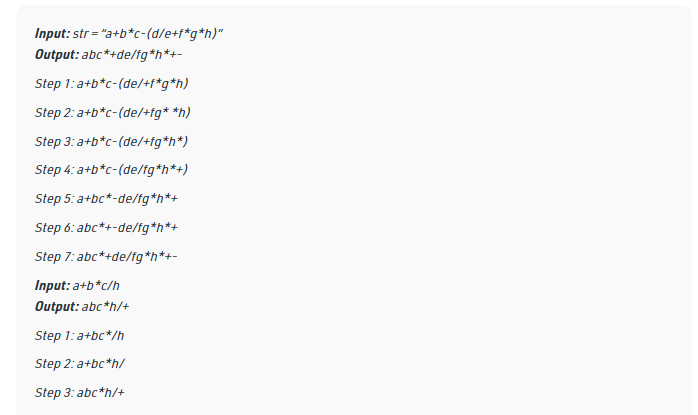 Input: str = “a+b*c-(d/e+f*g*h)”
Output: abc*+de/fg*h*+-
Step 1: a+b*c-(de/+f*g*h)
Step 2: a+b*c-(de/+fg* *h)
Step 3: a+b*c-(de/+fg*h*)
Step 4: a+b*c-(de/fg*h*+)
Step 5: a+bc*-de/fg*h*+
Step 6: abc*+-de/fg*h*+
Step 7: abc*+de/fg*h*+-
Input: a+b*c/h
Output: abc*h/+
Step 1: a+bc*/h
Step 2: a+bc*h/
Step 3: abc*h/+